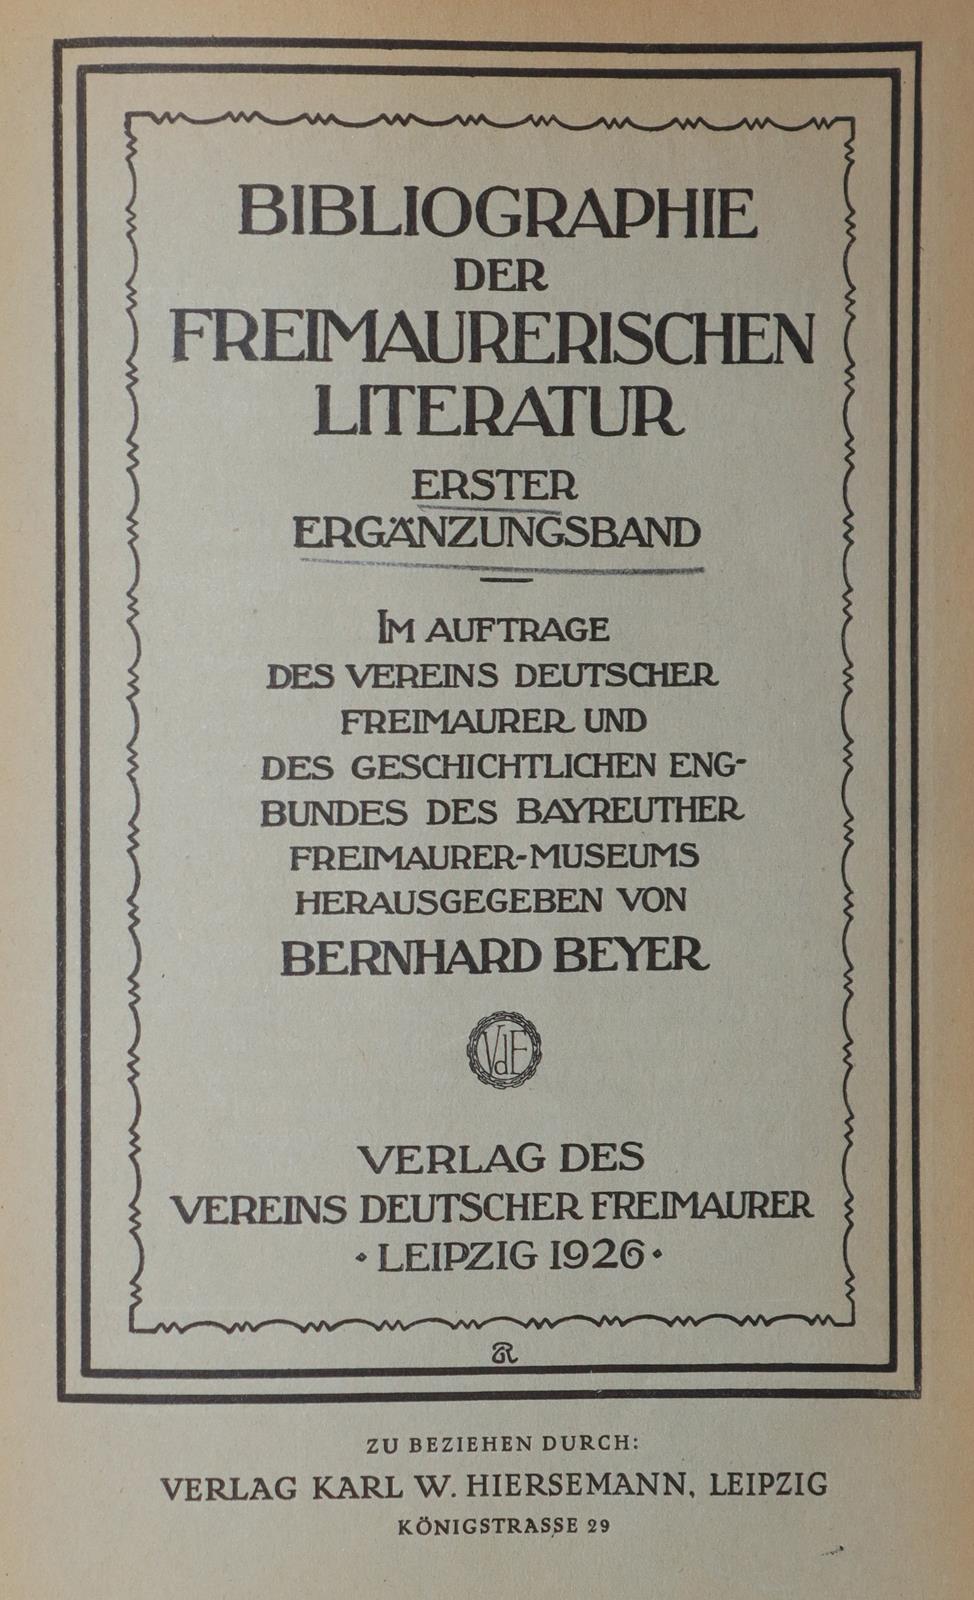 BIBLIOGRAPHIE
DER
FREIMAURERISCHEN
LITERATUR
ERSTER
ERGÄNZUNGSBAND
IM AUFTRAGE
DES VEREINS DEUTSCHER
FREIMAURER UND
DES GESCHICHTLICHEN ENG-
BUNDES DES BAYREUTHER
FREIMAURER-MUSEUMS
HERAUSGEGEBEN VON
BERNHARD BEYER
VdF
VERLAG DES
VEREINS DEUTSCHER FREIMAURER
• LEIPZIG 1926 •
ZU BEZIEHEN DURCH:
VERLAG KARL W. HIERSEMANN, LEIPZIG
KÖNIGSTRASSE 29